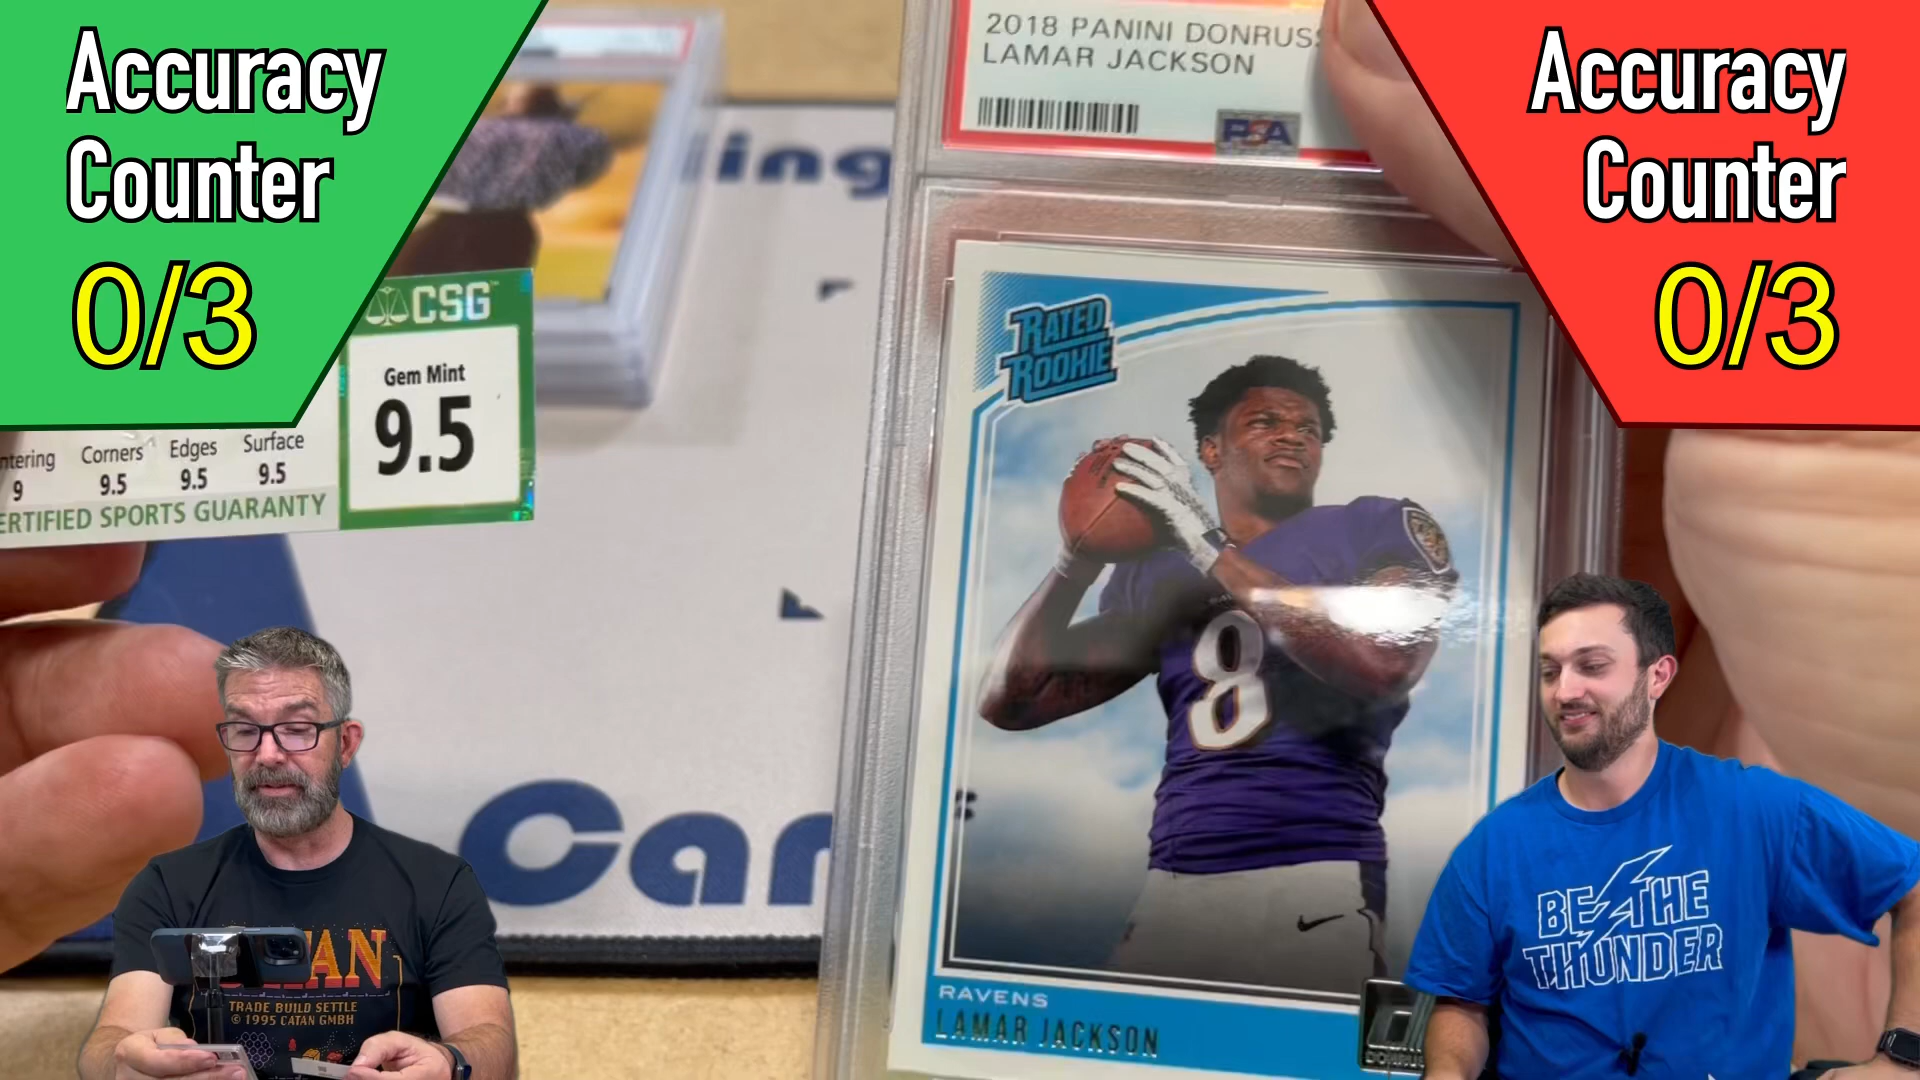 Accuracy
Counter
0/3
Accuracy
Counter
0/3
2018 PANINI DONRUSS
LAMAR JACKSON
PSA
CSG
Gem Mint
9.5
Corners Edges Surface
9 9.5 9.5 9.5
CERTIFIED SPORTS GUARANTY
RATED
ROOKIE
8
RAVENS
LAMAR JACKSON
TRADE BUILD SETTLE
© 1995 CATAN GMBH
BE THE
THUNDER